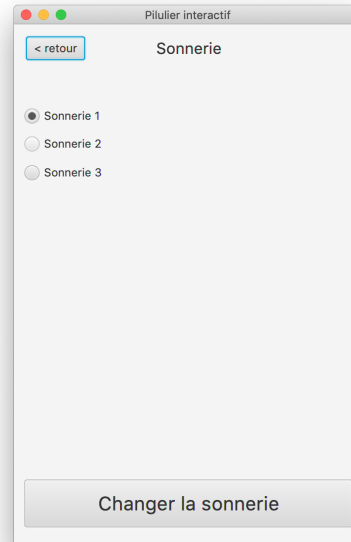 Pilulier interactif
< retour
Sonnerie
Sonnerie 1
Sonnerie 2
Sonnerie 3
Changer la sonnerie